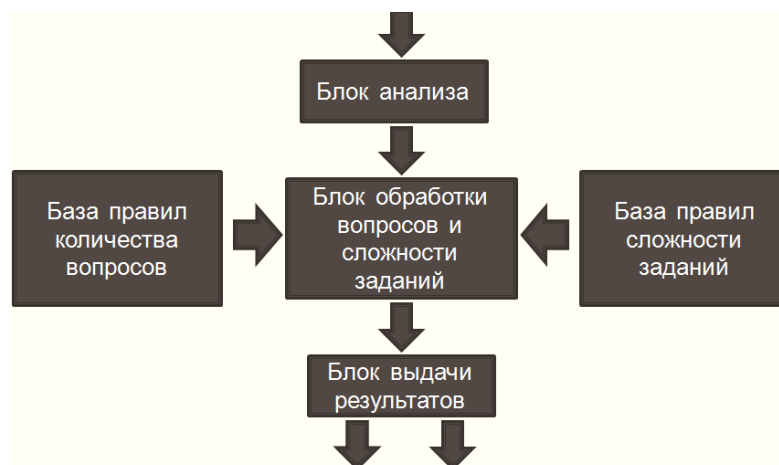 Блок анализа
База правил
количества
вопросов
Блок обработки
вопросов и
сложности
заданий
База правил
сложности
заданий
Блок выдачи
результатов